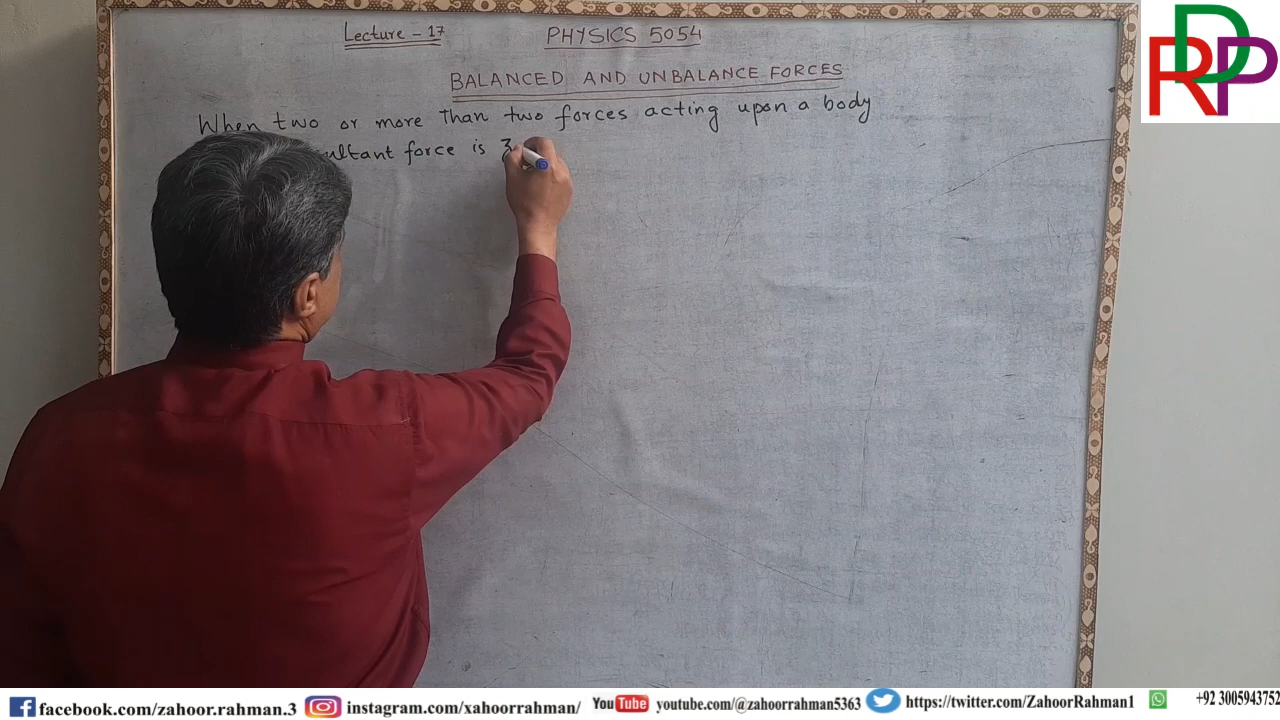 Lecture - 17 PHYSICS 5054
BALANCED AND UNBALANCE FORCES
When two or more than two forces acting upon a body
ultant force is
RDP
facebook.com/zahoor.rahman.3 instagram.com/xahoorrahman/ YouTube youtube.com/@zahoorrahman5363 https://twitter.com/ZahoorRahman1 +92 3005943752